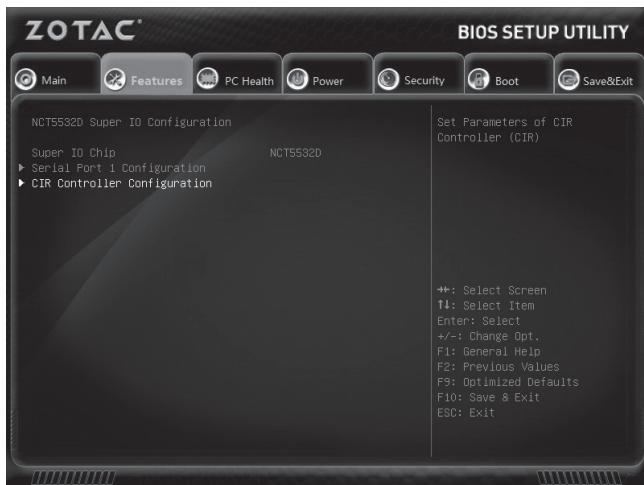 ZOTAC
BIOS SETUP UTILITY
Main
Features
PC Health
Power
Security
Boot
Save&Exit
NCT5532D Super IO Configuration
Super IO Chip NCT5532D
Serial Port 1 Configuration
CIR Controller Configuration
Set Parameters of CIR
Controller (CIR)
→←: Select Screen
↑↓: Select Item
Enter: Select
+/-: Change Opt.
F1: General Help
F2: Previous Values
F9: Optimized Defaults
F10: Save & Exit
ESC: Exit